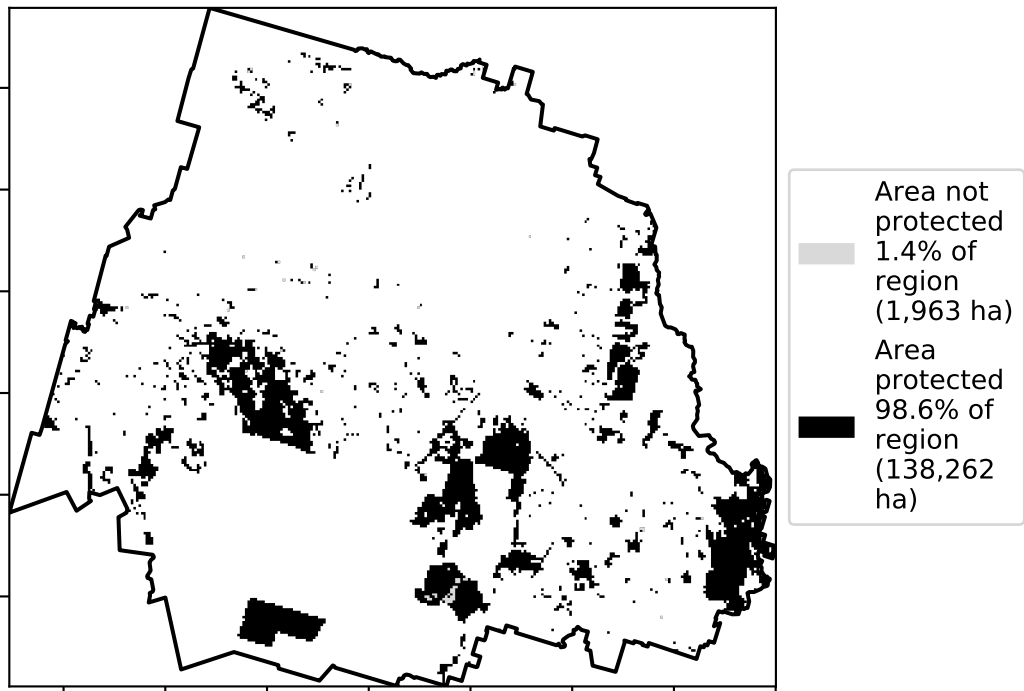 Area not
protected
1.4% of
region
(1,963 ha)
Area
protected
98.6% of
region
(138,262
ha)